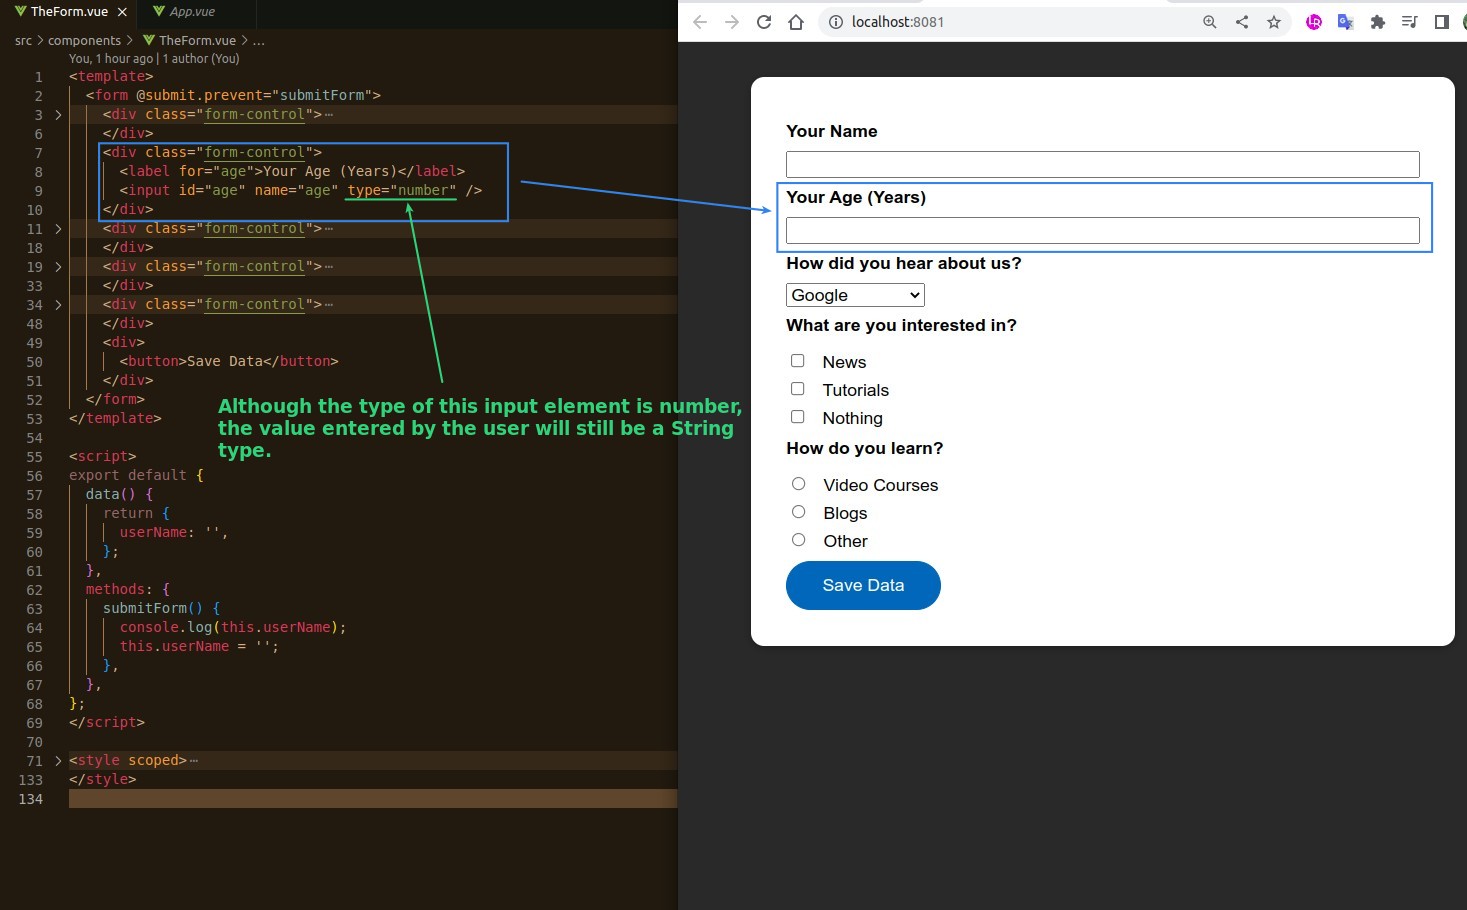 TheForm.vue
App.vue
src > components > TheForm.vue > ...
You, 1 hour ago | 1 author (You)
1 <template>
2 <form @submit.prevent="submitForm">
3 <div class="form-control">⋯
6 </div>
7 <div class="form-control">
8 <label for="age">Your Age (Years)</label>
9 <input id="age" name="age" type="number" />
10 </div>
11 <div class="form-control">⋯
18 </div>
19 <div class="form-control">⋯
33 </div>
34 <div class="form-control">⋯
48 </div>
49 <div>
50 <button>Save Data</button>
51 </div>
52 </form>
53 </template>
54
55 <script>
56 export default {
57 data() {
58 return {
59 userName: '',
60 };
61 },
62 methods: {
63 submitForm() {
64 console.log(this.userName);
65 this.userName = '';
66 },
67 },
68 };
69 </script>
70
71 <style scoped>⋯
133 </style>
134
Although the type of this input element is number,
the value entered by the user will still be a String
type.
localhost:8081
Your Name
Your Age (Years)
How did you hear about us?
Google
What are you interested in?
News
Tutorials
Nothing
How do you learn?
Video Courses
Blogs
Other
Save Data